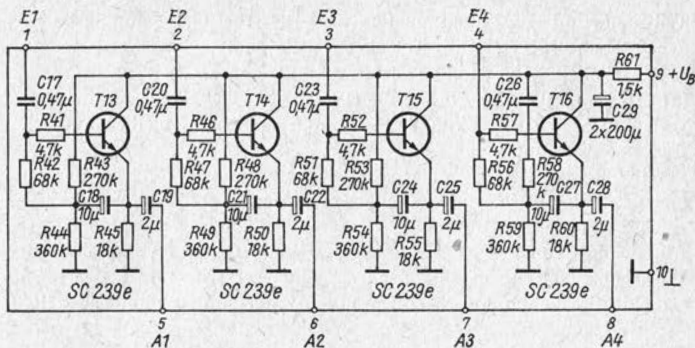 E1 E2 E3 E4
1 2 3 4
R61
9 +U_B
1,5k
C17 C20 C23 C26 C29
0,47µ T13 0,47µ T14 0,47µ T15 0,47µ T16 2x200µ
R41 R46 R52 R57
4,7k 4,7k 4,7k 4,7k
R42 R43 R47 R48 R51 R53 R56 R58
68k 270k 68k 270k 68k 270k 68k 270
k
C18 C19 C21 C22 C24 C25 C27 C28
10µ 2µ 10µ 2µ 10µ 2µ 10µ 2µ
R44 R45 R49 R50 R54 R55 R59 R60
360k 18k 360k 18k 360k 18k 360k 18k
10 ⊥
SC 239e SC 239e SC 239e SC 239e
5 6 7 8
A1 A2 A3 A4